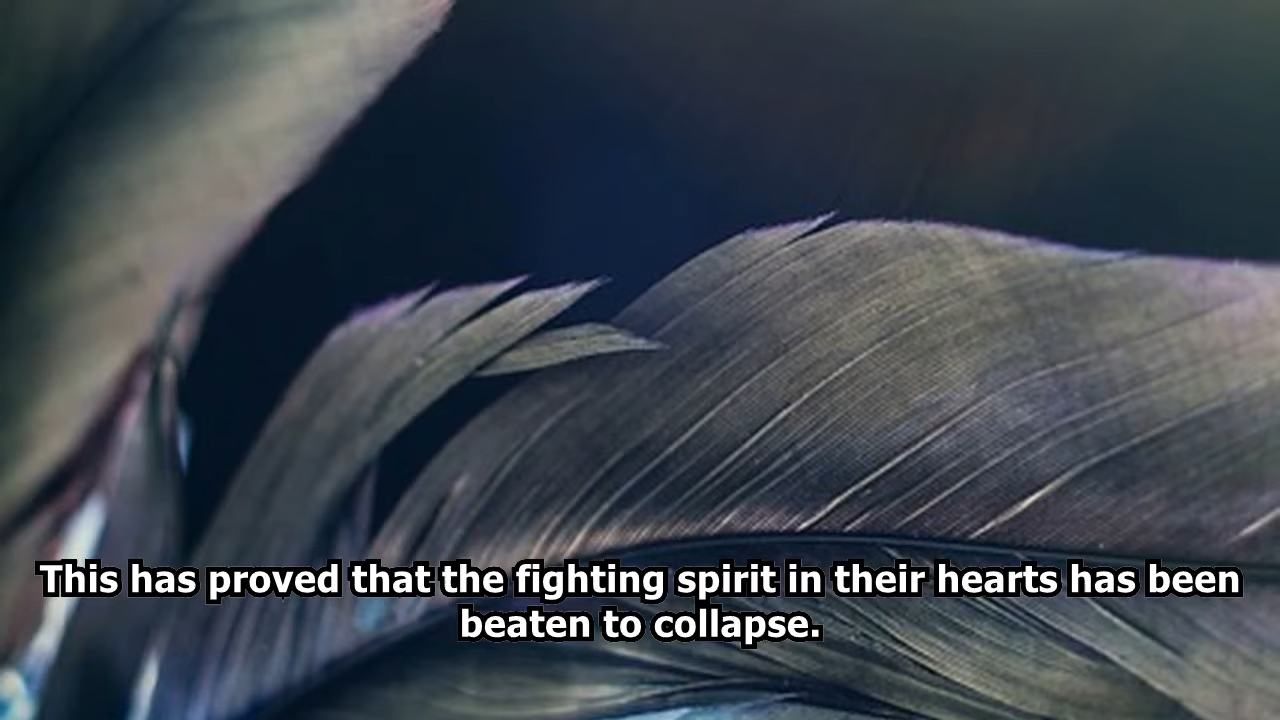 This has proved that the fighting spirit in their hearts has been
beaten to collapse.